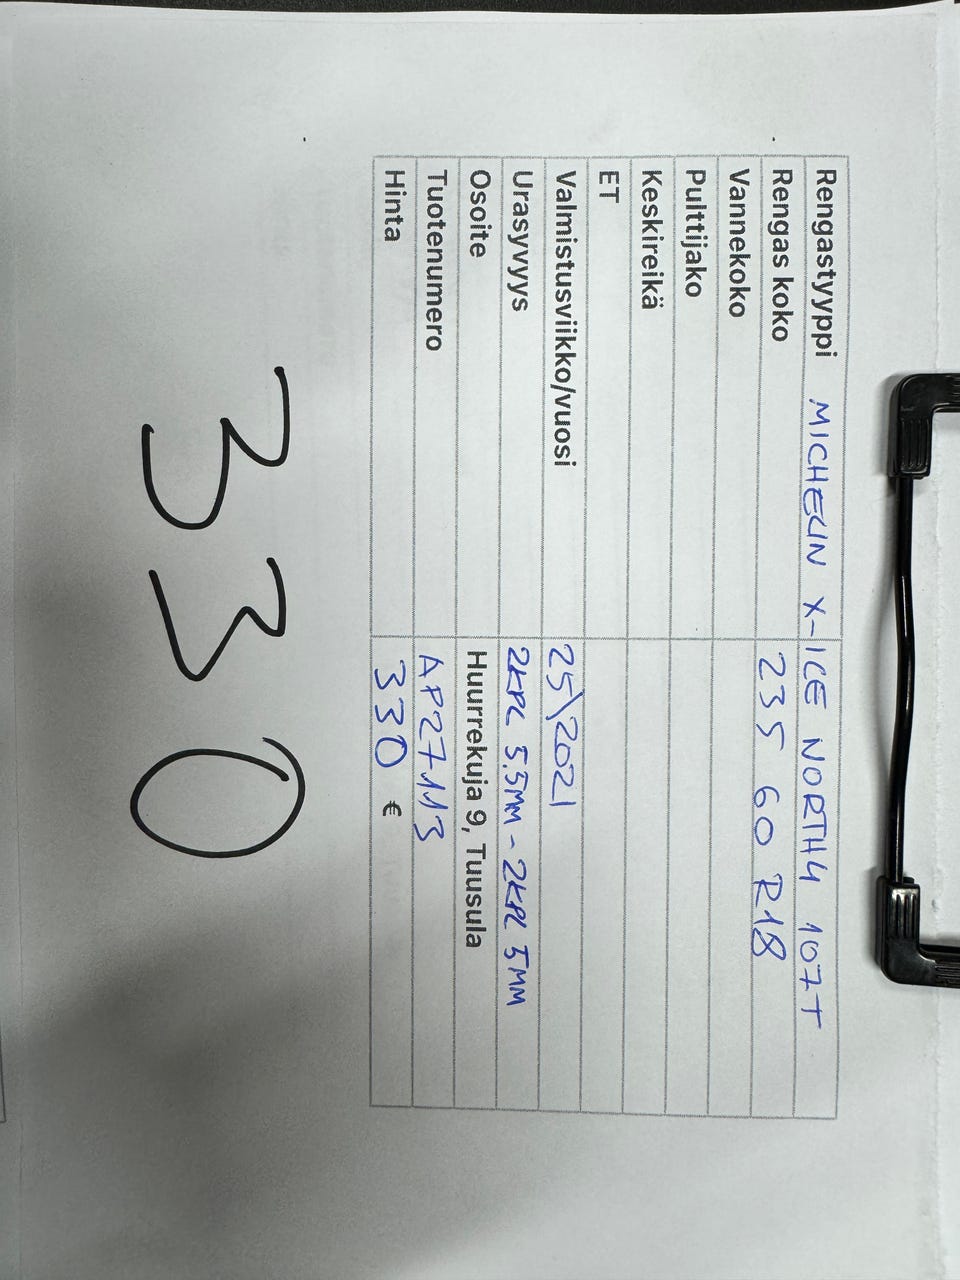 Rengastyyppi MICHELIN X-ICE NORTH4 107T
Rengas koko 235 60 R18
Vannekoko
Pulttijako
Keskireikä
ET
Valmistusviikko/vuosi 25\2021
Urasyvyys 2KPL 5.5MM - 2KPL 5MM
Osoite Huurrekuja 9, Tuusula
Tuotenumero AP27113
Hinta 330 €
330